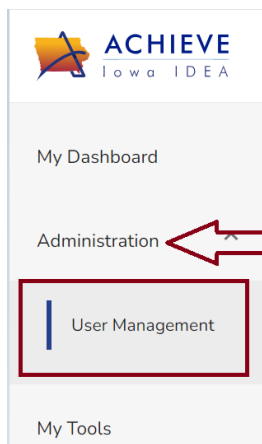 ACHIEVE
Iowa IDEA
My Dashboard
Administration
User Management
My Tools